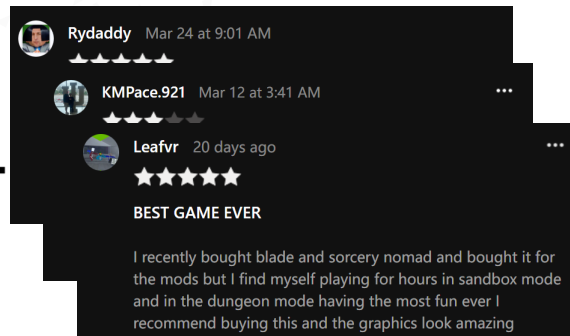 Rydaddy Mar 24 at 9:01 AM
KMPace.921 Mar 12 at 3:41 AM
Leafvr 20 days ago
BEST GAME EVER
I recently bought blade and sorcery nomad and bought it for
the mods but I find myself playing for hours in sandbox mode
and in the dungeon mode having the most fun ever I
recommend buying this and the graphics look amazing